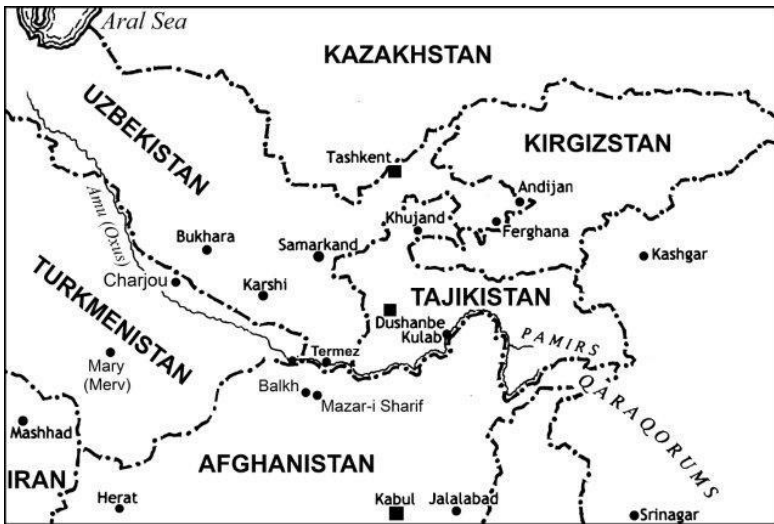 Aral Sea
KAZAKHSTAN
UZBEKISTAN
KIRGIZSTAN
Tashkent
Andijan
Khujand
Ferghana
Amu (Oxus)
Bukhara
Samarkand
Kashgar
Charjou
Karshi
TURKMENISTAN
TAJIKISTAN
Dushanbe
Kulab
PAMIRS
Termez
Mary
(Merv)
Balkh
Mazar-i Sharif
QARAQORUMS
Mashhad
AFGHANISTAN
IRAN
Herat
Kabul
Jalalabad
Srinagar